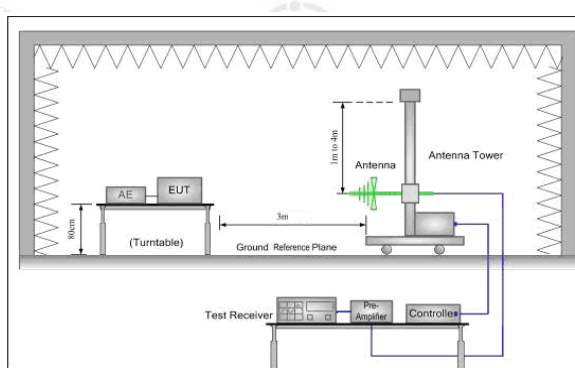 1m to 4m
Antenna
Antenna Tower
AE
EUT
80cm
(Turntable)
3m
Ground Reference Plane
Test Receiver
Pre-
Amplifier
Controlle